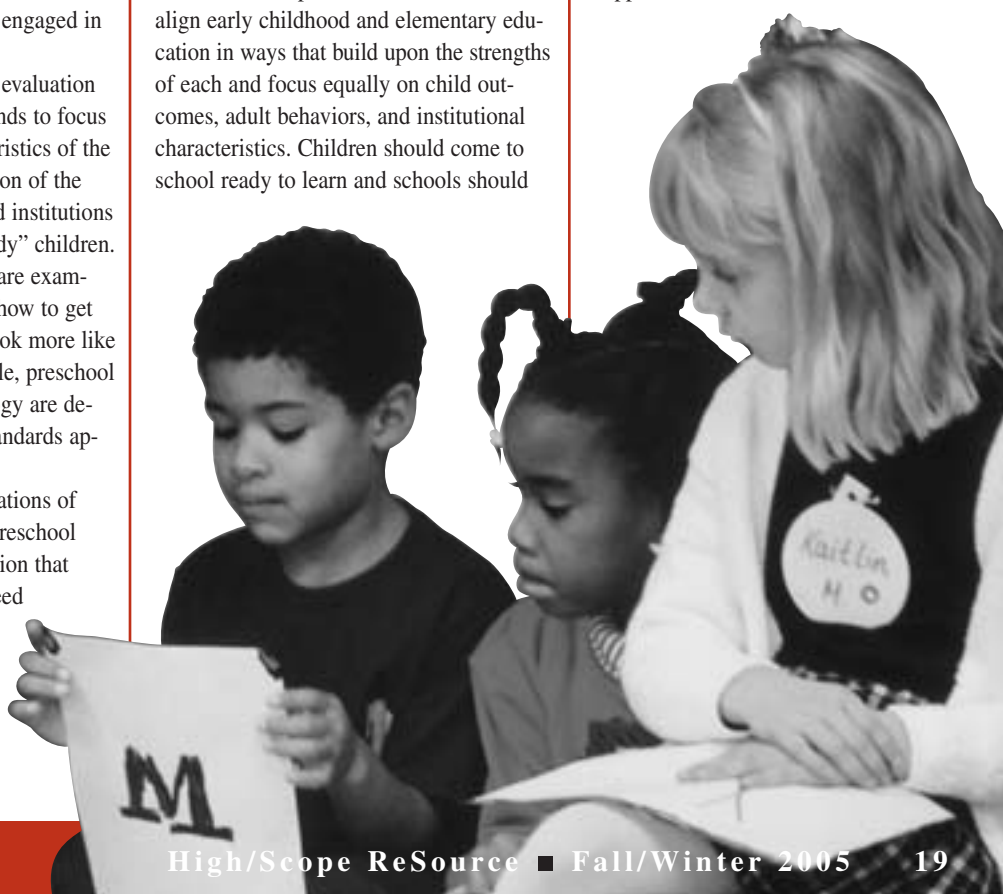 engaged in
evaluation
nds to focus
ristics of the
on of the
d institutions
dy” children.
are exam-
how to get
ok more like
le, preschool
gy are de-
andards ap-
ations of
reschool
ion that
eed
align early childhood and elementary edu-
cation in ways that build upon the strengths
of each and focus equally on child out-
comes, adult behaviors, and institutional
characteristics. Children should come to
school ready to learn and schools should
Kaitlin
M
M
High/Scope ReSource ■ Fall/Winter 2005 19